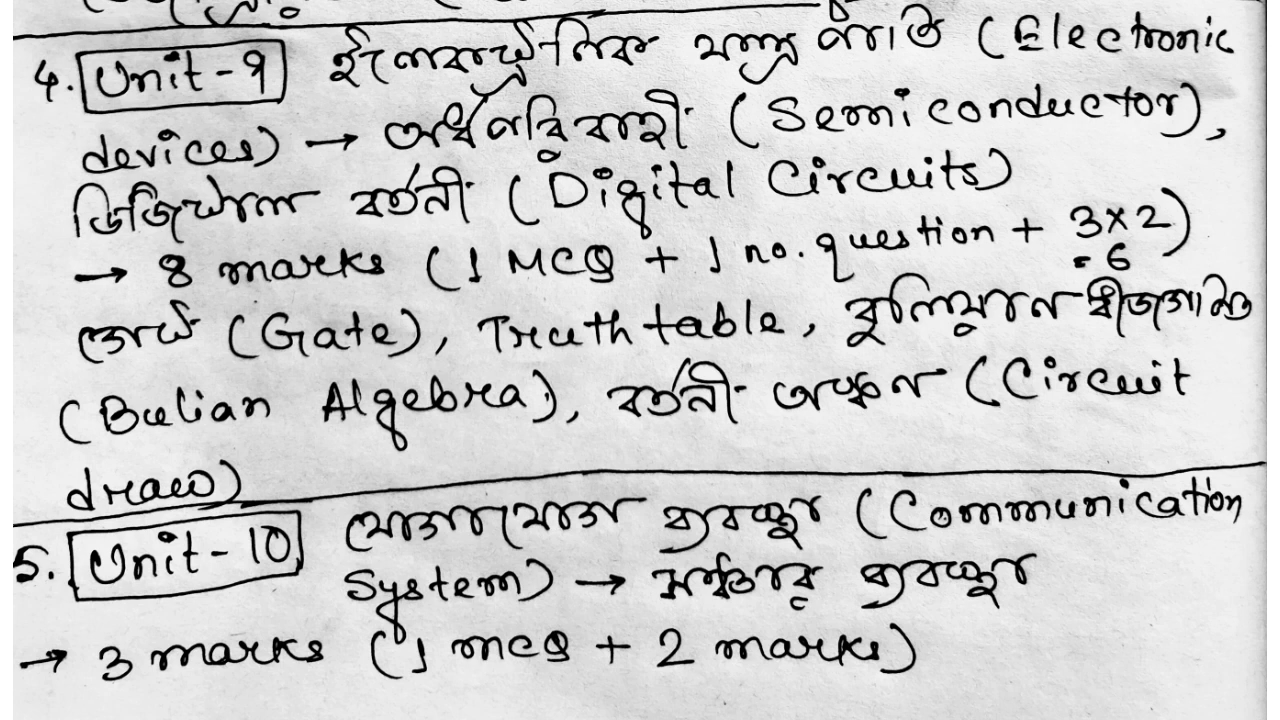 4. Unit-9 ইলেকট্রনিক যন্ত্রপাতি (Electronic
devices) → অর্ধপরিবাহী (Semiconductor),
ডিজিটাল বর্তনী (Digital Circuits)
→ 8 marks (1 MCQ + 1 no. question + 3×2)
= 6
গেট (Gate), Truth table, বুলিয়ান বীজগণিত
(Bulian Algebra), বর্তনী অঙ্কন (Circuit
draw)
5. Unit-10 যোগাযোগ ব্যবস্থা (Communication
System) → সঞ্চার ব্যবস্থা
→ 3 marks (1 mcq + 2 marks)